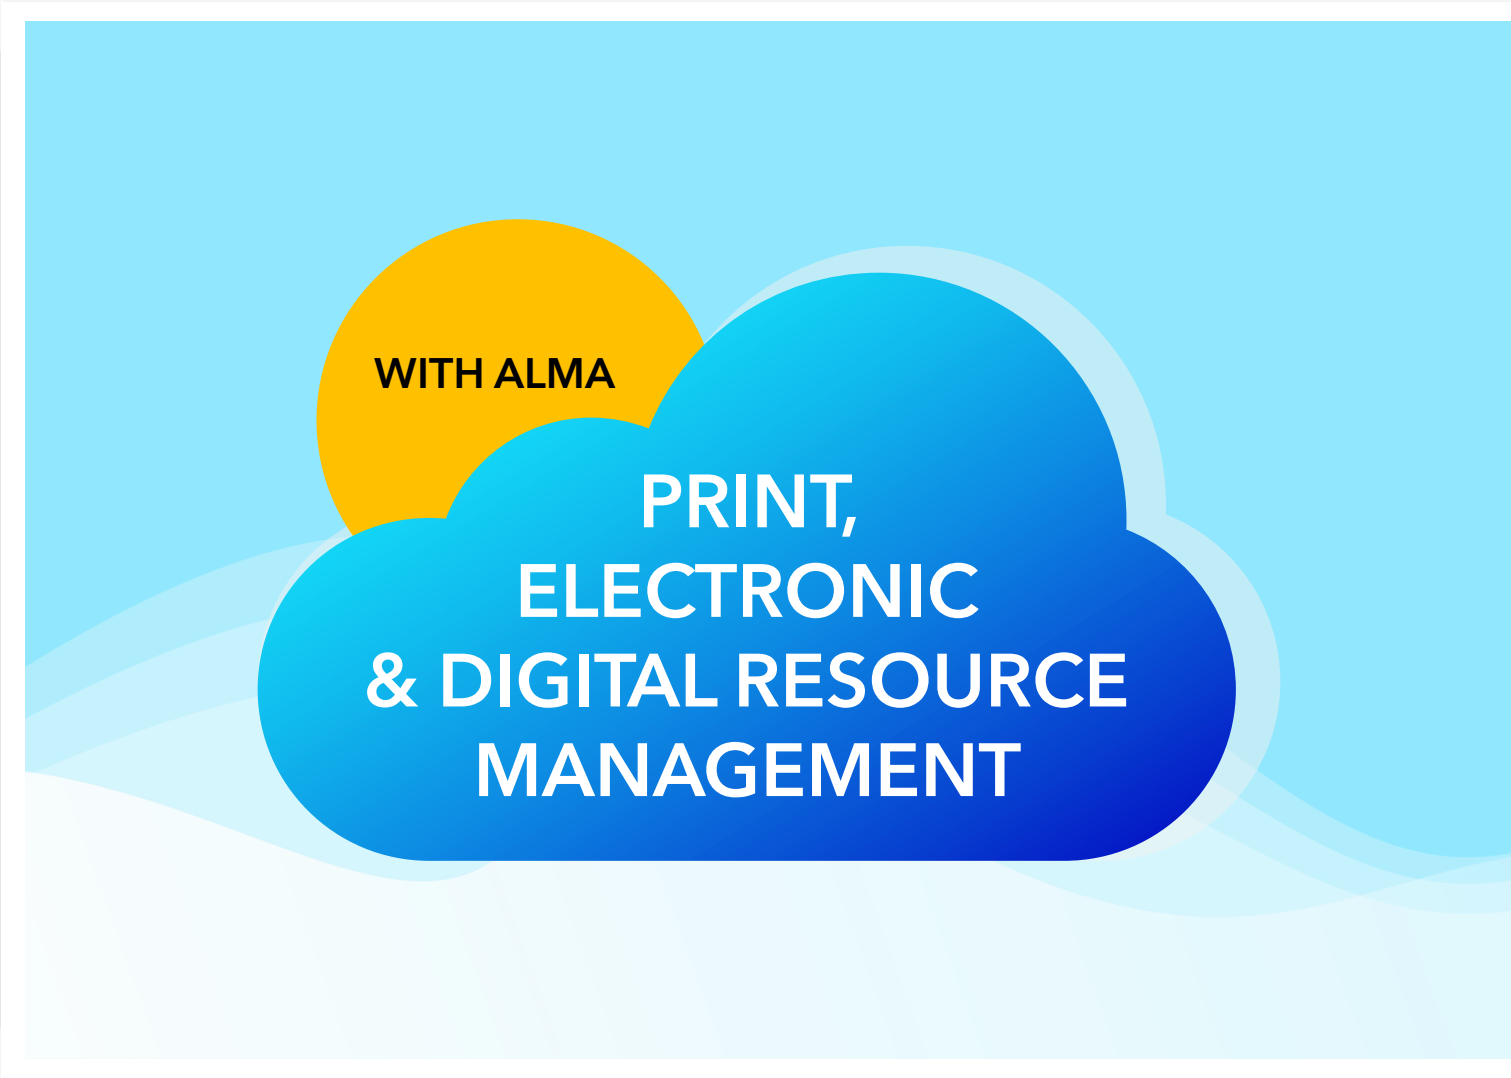 WITH ALMA
PRINT,
ELECTRONIC
& DIGITAL RESOURCE
MANAGEMENT